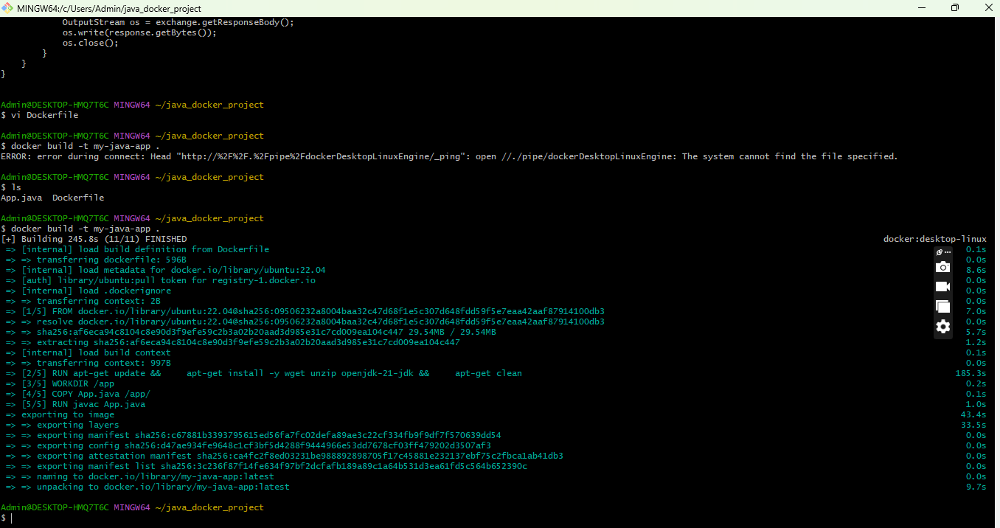 MINGW64:/c/Users/Admin/java_docker_project
            OutputStream os = exchange.getResponseBody();
            os.write(response.getBytes());
            os.close();
        }
    }
}
Admin@DESKTOP-HMQ7T6C MINGW64 ~/java_docker_project
$ vi Dockerfile
Admin@DESKTOP-HMQ7T6C MINGW64 ~/java_docker_project
$ docker build -t my-java-app .
ERROR: error during connect: Head "http://%2F%2F.%2Fpipe%2FdockerDesktopLinuxEngine/_ping": open //./pipe/dockerDesktopLinuxEngine: The system cannot find the file specified.
Admin@DESKTOP-HMQ7T6C MINGW64 ~/java_docker_project
$ ls
App.java  Dockerfile
Admin@DESKTOP-HMQ7T6C MINGW64 ~/java_docker_project
$ docker build -t my-java-app .
[+] Building 245.8s (11/11) FINISHED docker:desktop-linux
=> [internal] load build definition from Dockerfile 0.1s
=> => transferring dockerfile: 596B 0.0s
=> [internal] load metadata for docker.io/library/ubuntu:22.04 8.6s
=> [auth] library/ubuntu:pull token for registry-1.docker.io 0.0s
=> [internal] load .dockerignore 0.0s
=> => transferring context: 2B 0.0s
=> [1/5] FROM docker.io/library/ubuntu:22.04@sha256:09506232a8004baa32c47d68f1e5c307d648fdd59f5e7eaa42aaf87914100db3 7.0s
=> => resolve docker.io/library/ubuntu:22.04@sha256:09506232a8004baa32c47d68f1e5c307d648fdd59f5e7eaa42aaf87914100db3 0.0s
=> => sha256:af6eca94c8104c8e90d3f9efe59c2b3a02b20aad3d985e31c7cd009ea104c447 29.54MB / 29.54MB 5.7s
=> => extracting sha256:af6eca94c8104c8e90d3f9efe59c2b3a02b20aad3d985e31c7cd009ea104c447 1.2s
=> [internal] load build context 0.1s
=> => transferring context: 997B 0.0s
=> [2/5] RUN apt-get update &&     apt-get install -y wget unzip openjdk-21-jdk &&     apt-get clean 185.3s
=> [3/5] WORKDIR /app 0.2s
=> [4/5] COPY App.java /app/ 0.1s
=> [5/5] RUN javac App.java 1.0s
=> exporting to image 43.4s
=> => exporting layers 33.5s
=> => exporting manifest sha256:c67881b3393795615ed56fa7fc02defa89ae3c22cf334fb9f9df7f570639dd54 0.0s
=> => exporting config sha256:d47ae934fe9648c1cf3bf5d4288f9444966e53dd7678cf03ff479202d3507af3 0.0s
=> => exporting attestation manifest sha256:ca4fc2f8ed03231be988892898705f17c45881e232137ebf75c2fbca1ab41db3 0.0s
=> => exporting manifest list sha256:3c236f87f14fe634f97bf2dcfafb189a89c1a64b531d3ea61fd5c564b652390c 0.0s
=> => naming to docker.io/library/my-java-app:latest 0.0s
=> => unpacking to docker.io/library/my-java-app:latest 9.7s
Admin@DESKTOP-HMQ7T6C MINGW64 ~/java_docker_project
$